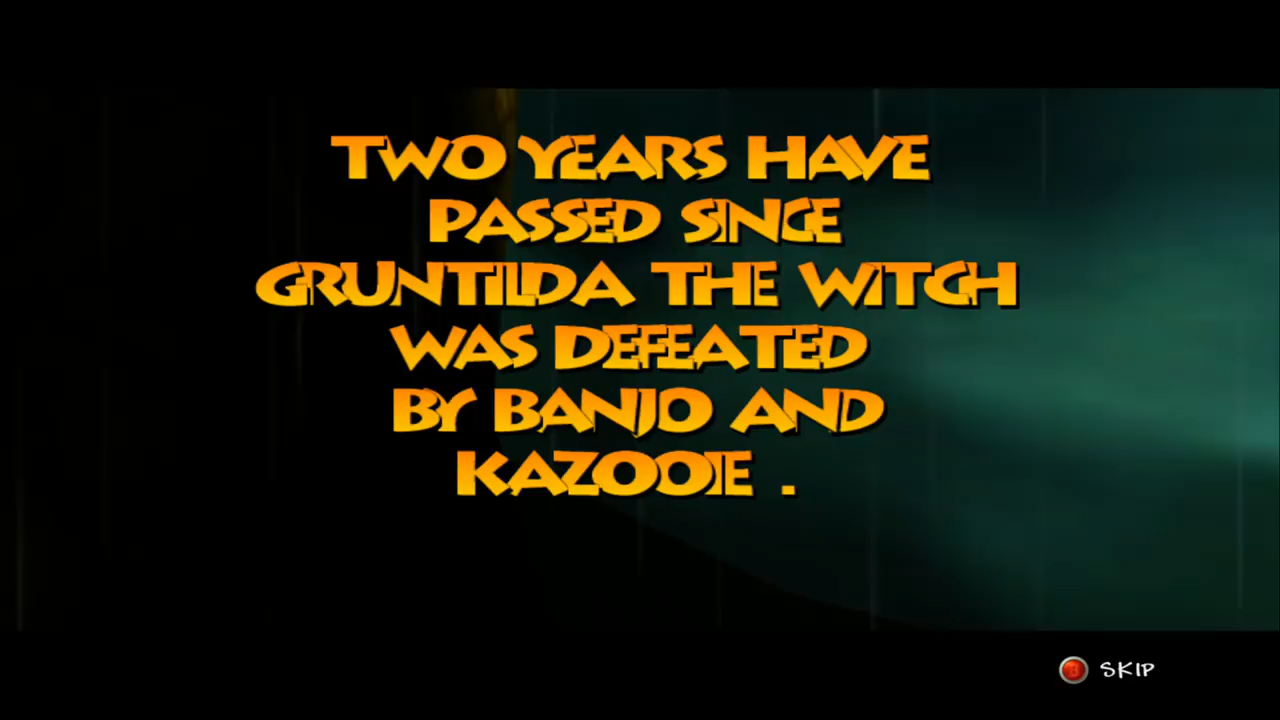 TWO YEARS HAVE
PASSED SINCE
GRUNTILDA THE WITCH
WAS DEFEATED
BY BANJO AND
KAZOOIE .
B SKIP